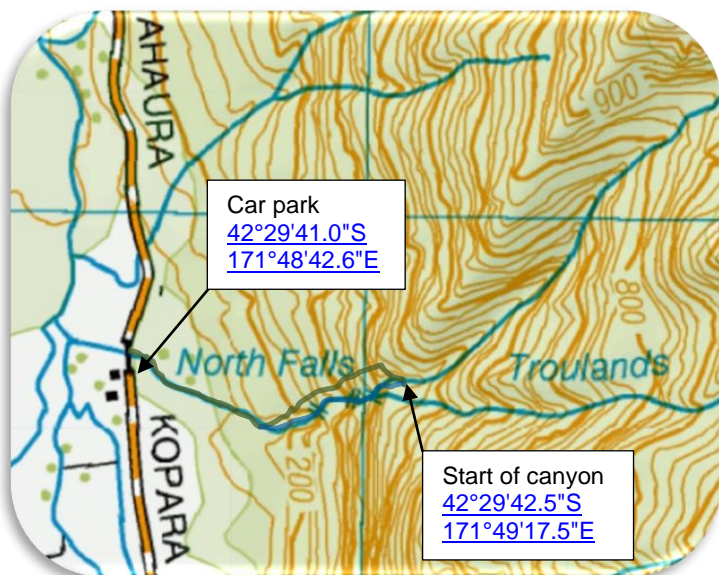 AHAURA
900
Car park
42°29'41.0"S
171°48'42.6"E
800
North Falls
Troulands
KOPARA
200
Start of canyon
42°29'42.5"S
171°49'17.5"E